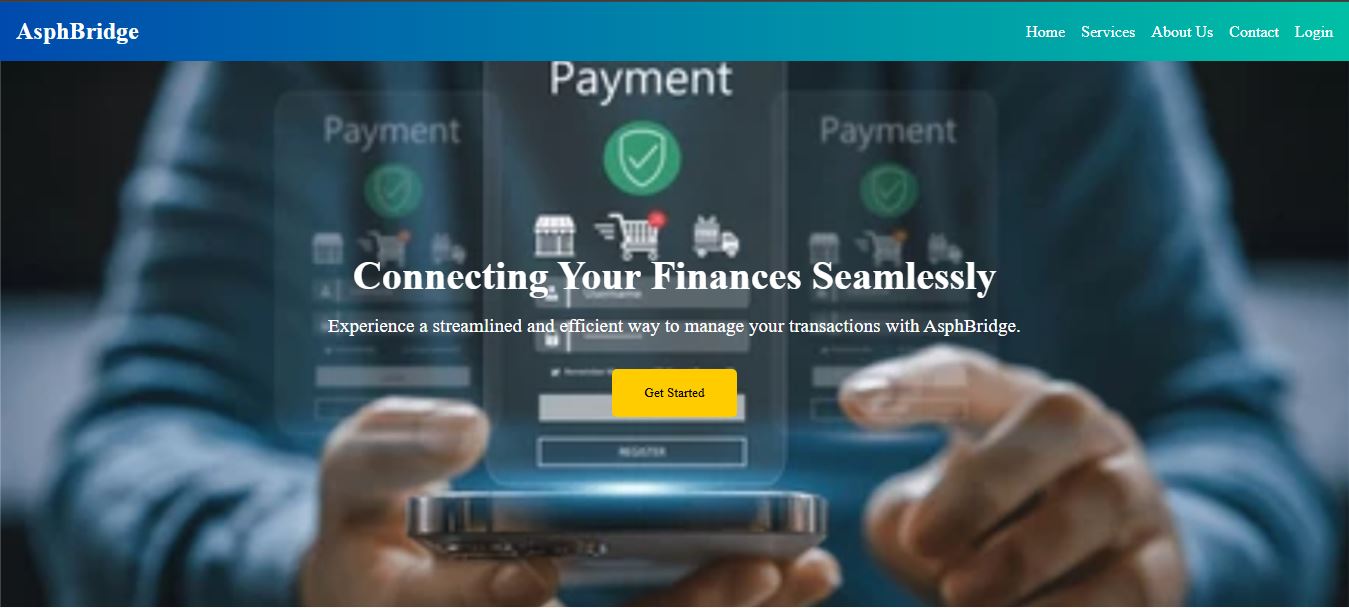 AsphBridge
Home Services About Us Contact Login
Payment
Payment
Payment
Connecting Your Finances Seamlessly
Username
Experience a streamlined and efficient way to manage your transactions with AsphBridge.
Get Started
REGISTER